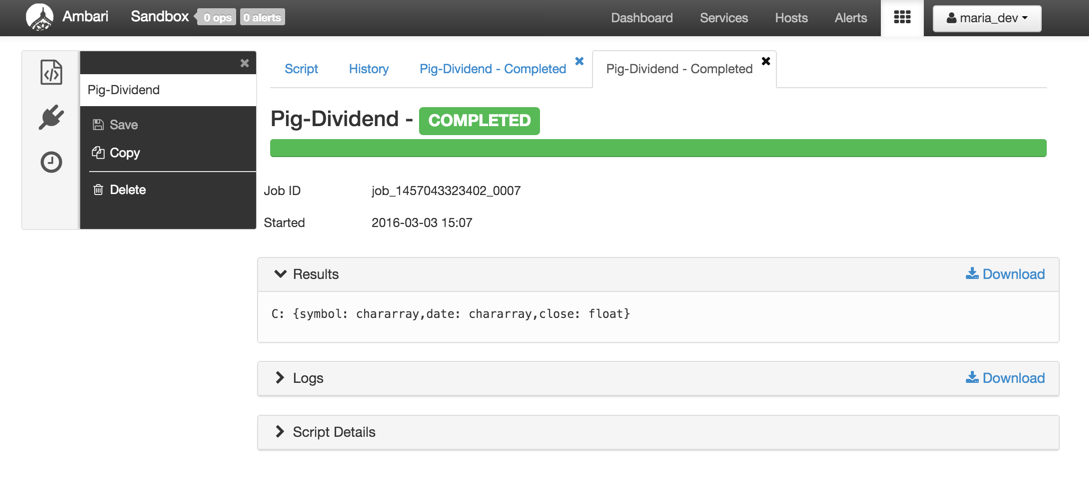 Ambari Sandbox 0 ops 0 alerts Dashboard Services Hosts Alerts maria_dev
Pig-Dividend
Save
Copy
Delete
Script History Pig-Dividend - Completed Pig-Dividend - Completed
Pig-Dividend - COMPLETED
Job ID job_1457043323402_0007
Started 2016-03-03 15:07
Results Download
C: {symbol: chararray,date: chararray,close: float}
Logs Download
Script Details